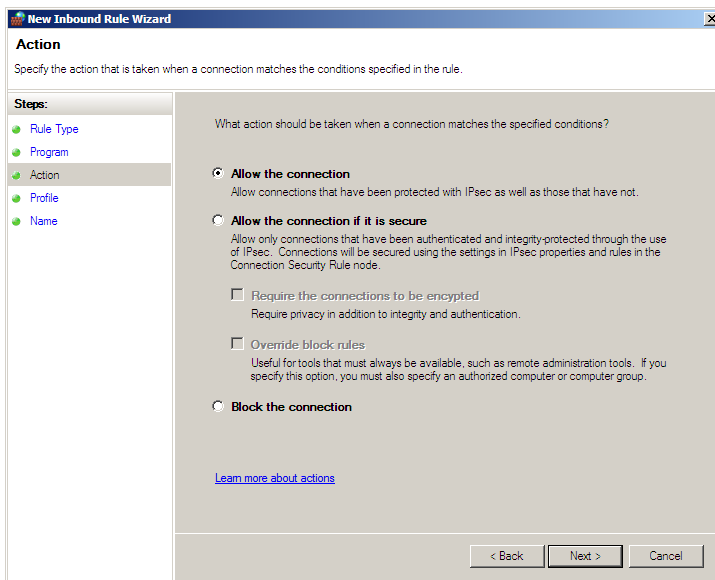 New Inbound Rule Wizard
Action
Specify the action that is taken when a connection matches the conditions specified in the rule.
Steps:
Rule Type
Program
Action
Profile
Name
What action should be taken when a connection matches the specified conditions?
Allow the connection
Allow connections that have been protected with IPsec as well as those that have not.
Allow the connection if it is secure
Allow only connections that have been authenticated and integrity-protected through the use
of IPsec. Connections will be secured using the settings in IPsec properties and rules in the
Connection Security Rule node.
Require the connections to be encypted
Require privacy in addition to integrity and authentication.
Override block rules
Useful for tools that must always be available, such as remote administration tools. If you
specify this option, you must also specify an authorized computer or computer group.
Block the connection
Learn more about actions
< Back Next > Cancel